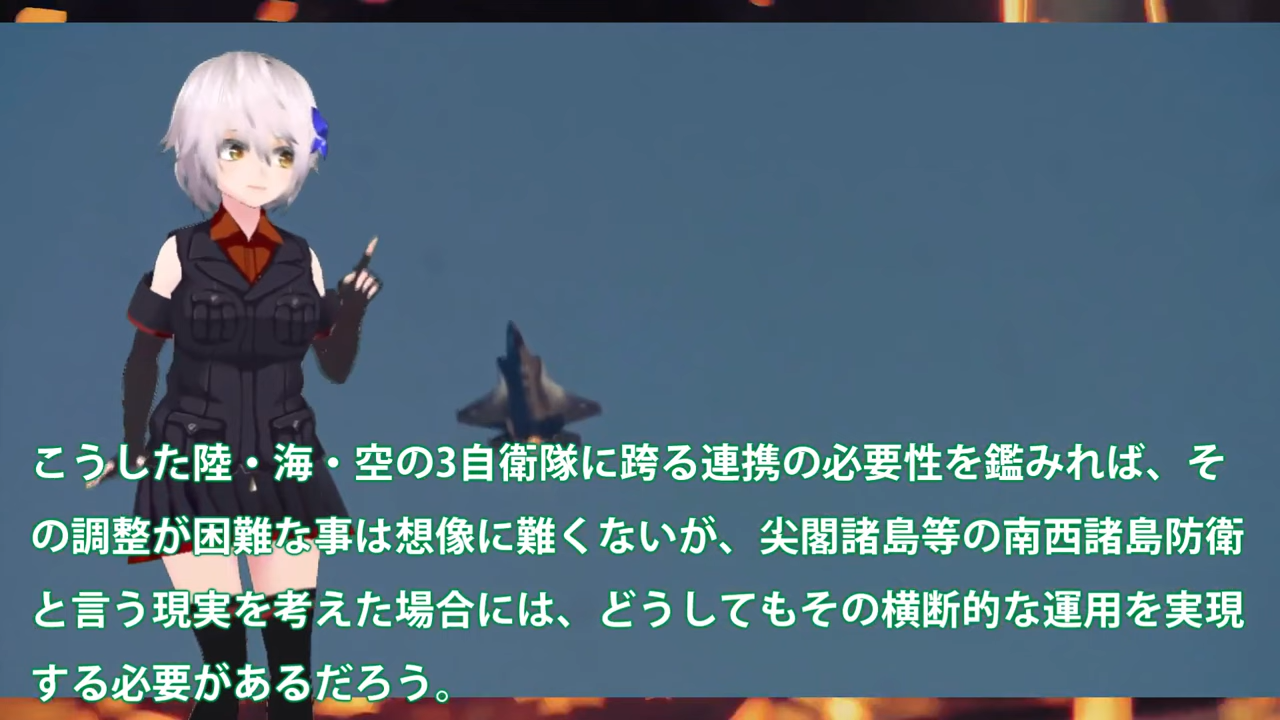 こうした陸・海・空の3自衛隊に跨る連携の必要性を鑑みれば、そ
の調整が困難な事は想像に難くないが、尖閣諸島等の南西諸島防衛
と言う現実を考えた場合には、どうしてもその横断的な運用を実現
する必要があるだろう。